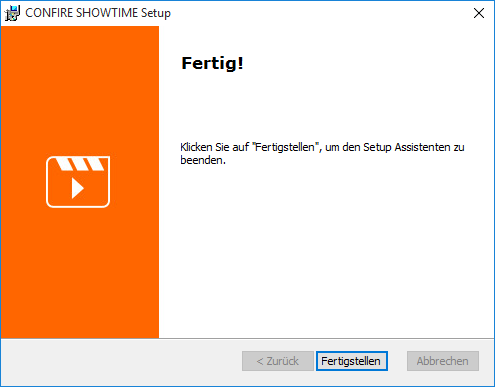 CONFIRE SHOWTIME Setup
Fertig!
Klicken Sie auf "Fertigstellen", um den Setup Assistenten zu
beenden.
< Zurück
Fertigstellen
Abbrechen